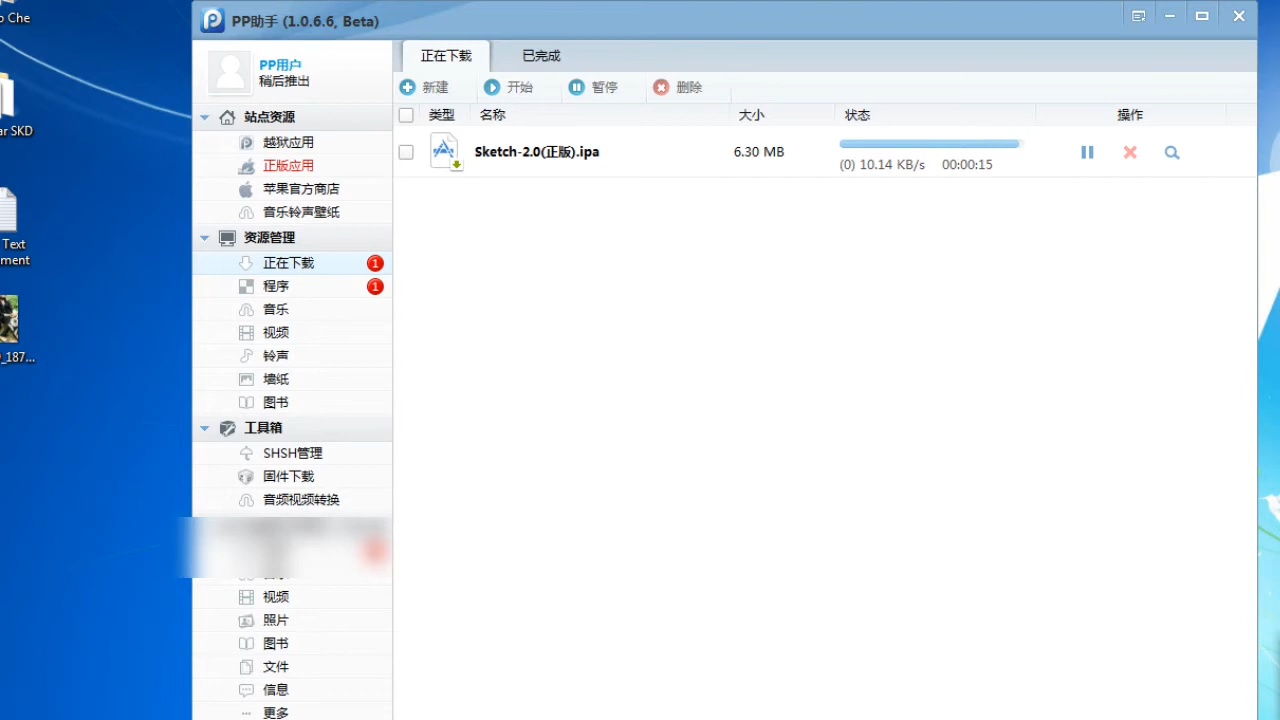 o Che
ar SKD
Text
ment
_187...
PP助手 (1.0.6.6, Beta)
PP用户
稍后推出
站点资源
越狱应用
正版应用
苹果官方商店
音乐铃声壁纸
资源管理
正在下载 1
程序 1
音乐
视频
铃声
墙纸
图书
工具箱
SHSH管理
固件下载
音频视频转换
视频
照片
图书
文件
信息
更多
正在下载 已完成
新建 开始 暂停 删除
类型 名称 大小 状态 操作
Sketch-2.0(正版).ipa 6.30 MB
(0) 10.14 KB/s 00:00:15